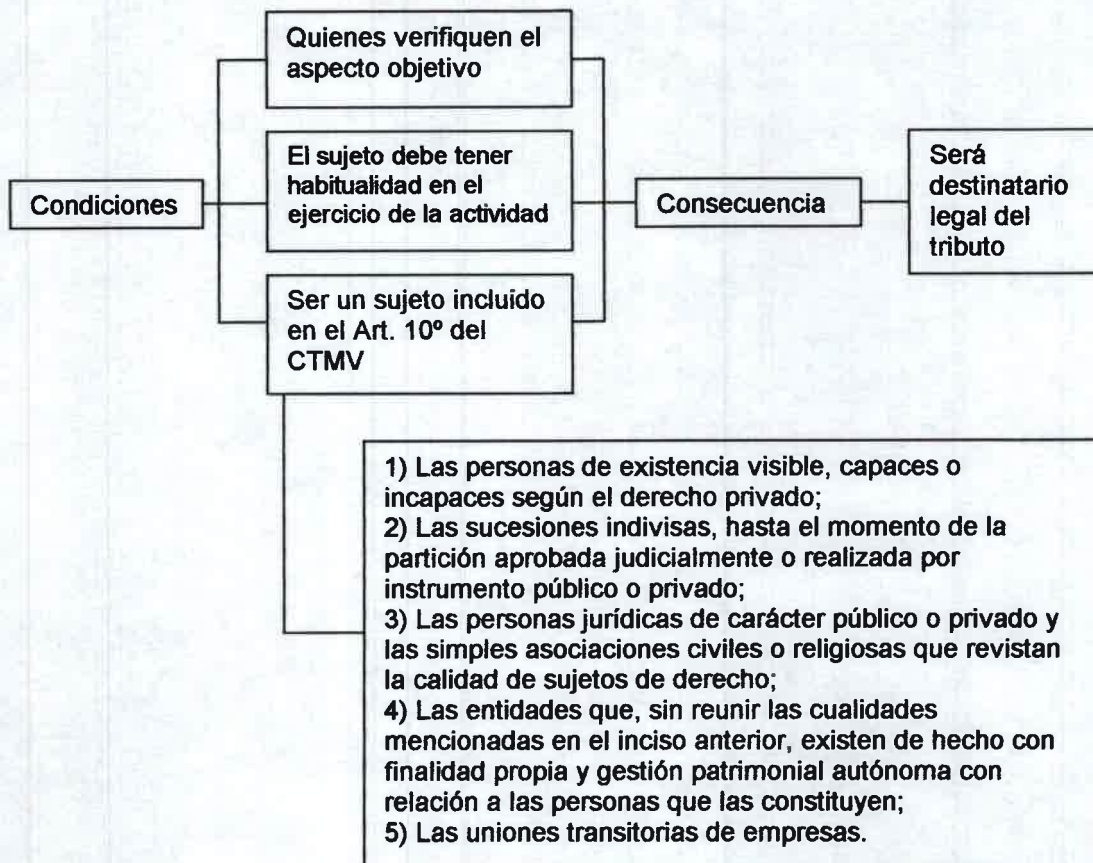 Quienes verifiquen el
aspecto objetivo
Condiciones
El sujeto debe tener
habitualidad en el
ejercicio de la actividad
Ser un sujeto incluido
en el Art. 10º del
CTMV
Consecuencia
Será
destinatario
legal del
tributo
1) Las personas de existencia visible, capaces o
incapaces según el derecho privado;
2) Las sucesiones indivisas, hasta el momento de la
partición aprobada judicialmente o realizada por
instrumento público o privado;
3) Las personas jurídicas de carácter público o privado y
las simples asociaciones civiles o religiosas que revistan
la calidad de sujetos de derecho;
4) Las entidades que, sin reunir las cualidades
mencionadas en el inciso anterior, existen de hecho con
finalidad propia y gestión patrimonial autónoma con
relación a las personas que las constituyen;
5) Las uniones transitorias de empresas.